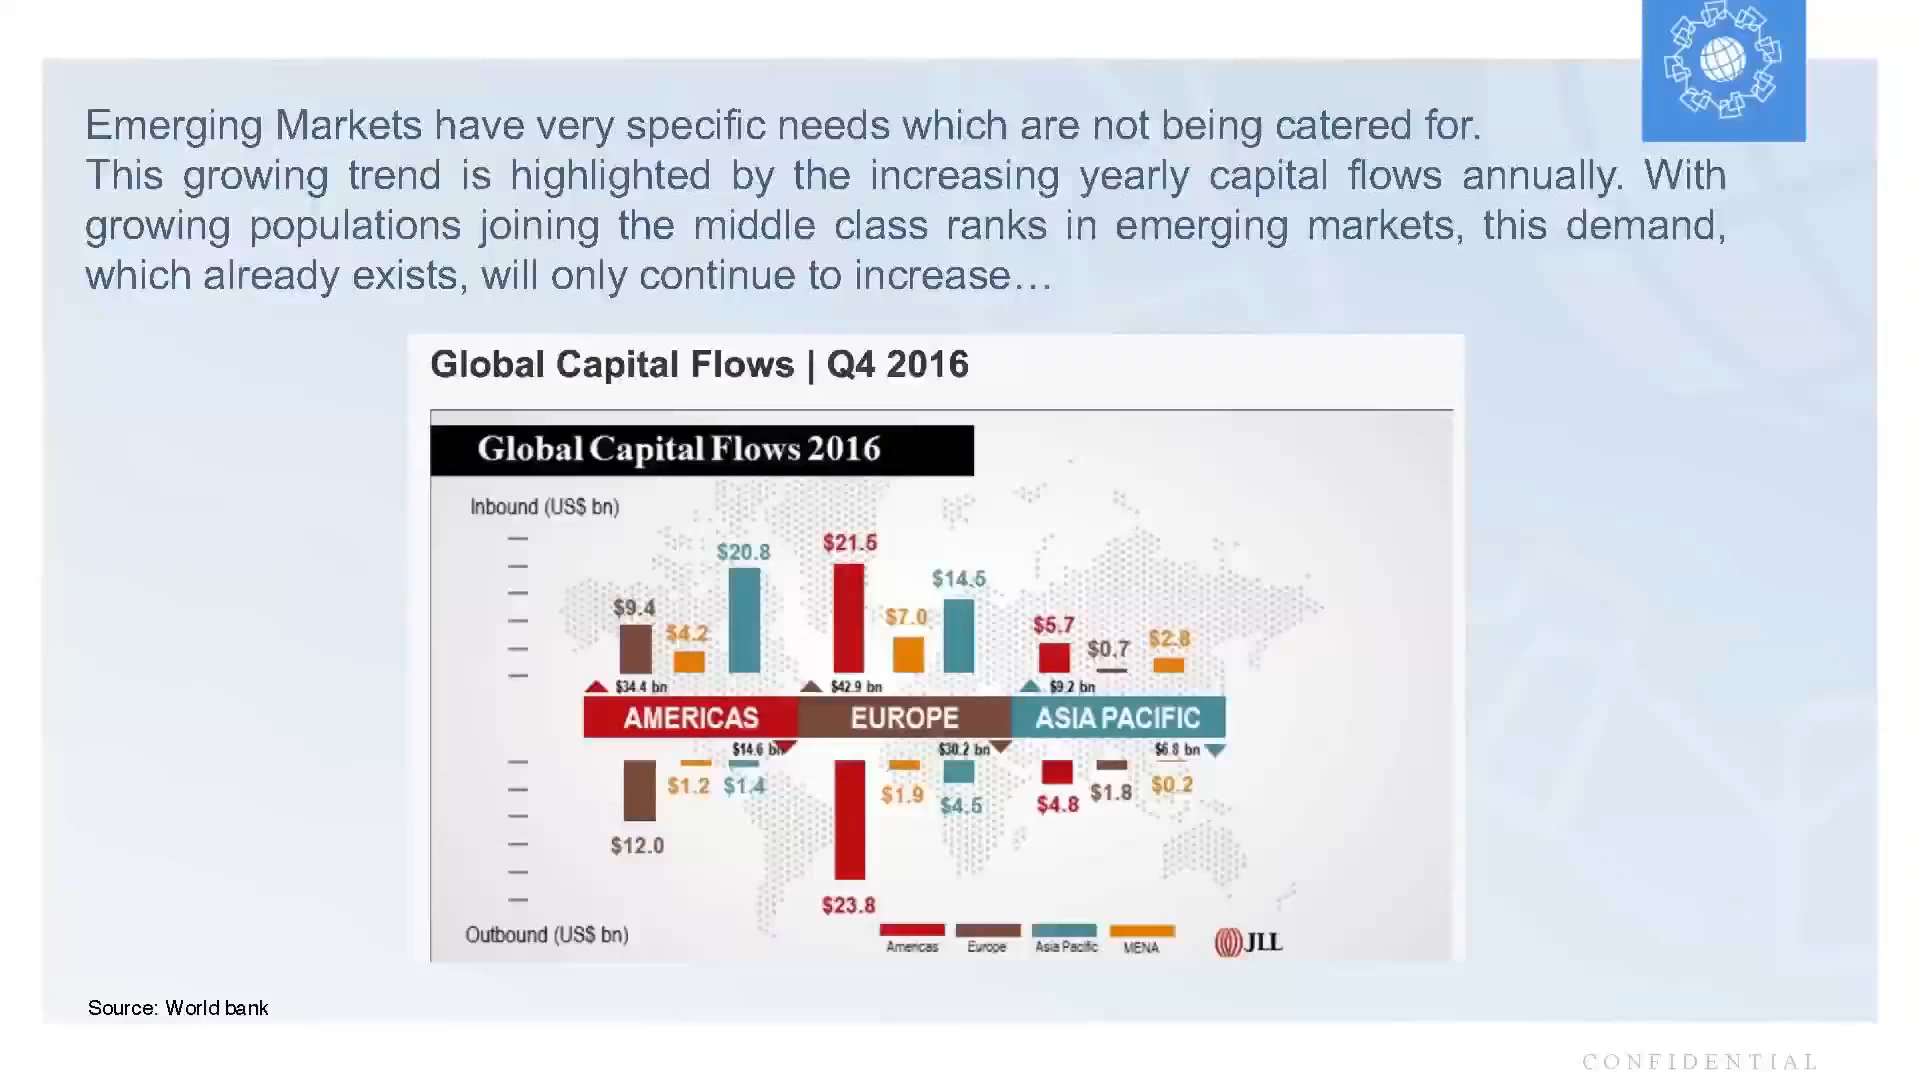 Emerging Markets have very specific needs which are not being catered for.
This growing trend is highlighted by the increasing yearly capital flows annually. With
growing populations joining the middle class ranks in emerging markets, this demand,
which already exists, will only continue to increase…
Global Capital Flows | Q4 2016
Global Capital Flows 2016
Inbound (US$ bn)
$9.4 $4.2 $20.8 $21.5 $7.0 $14.5 $5.7 $0.7 $2.8
$34.4 bn $42.9 bn $9.2 bn
AMERICAS EUROPE ASIA PACIFIC
$14.6 bn $30.2 bn $6.8 bn
$12.0 $1.2 $1.4 $23.8 $1.9 $4.5 $4.8 $1.8 $0.2
Outbound (US$ bn)
Americas Europe Asia Pacific MENA
JLL
Source: World bank
CONFIDENTIAL